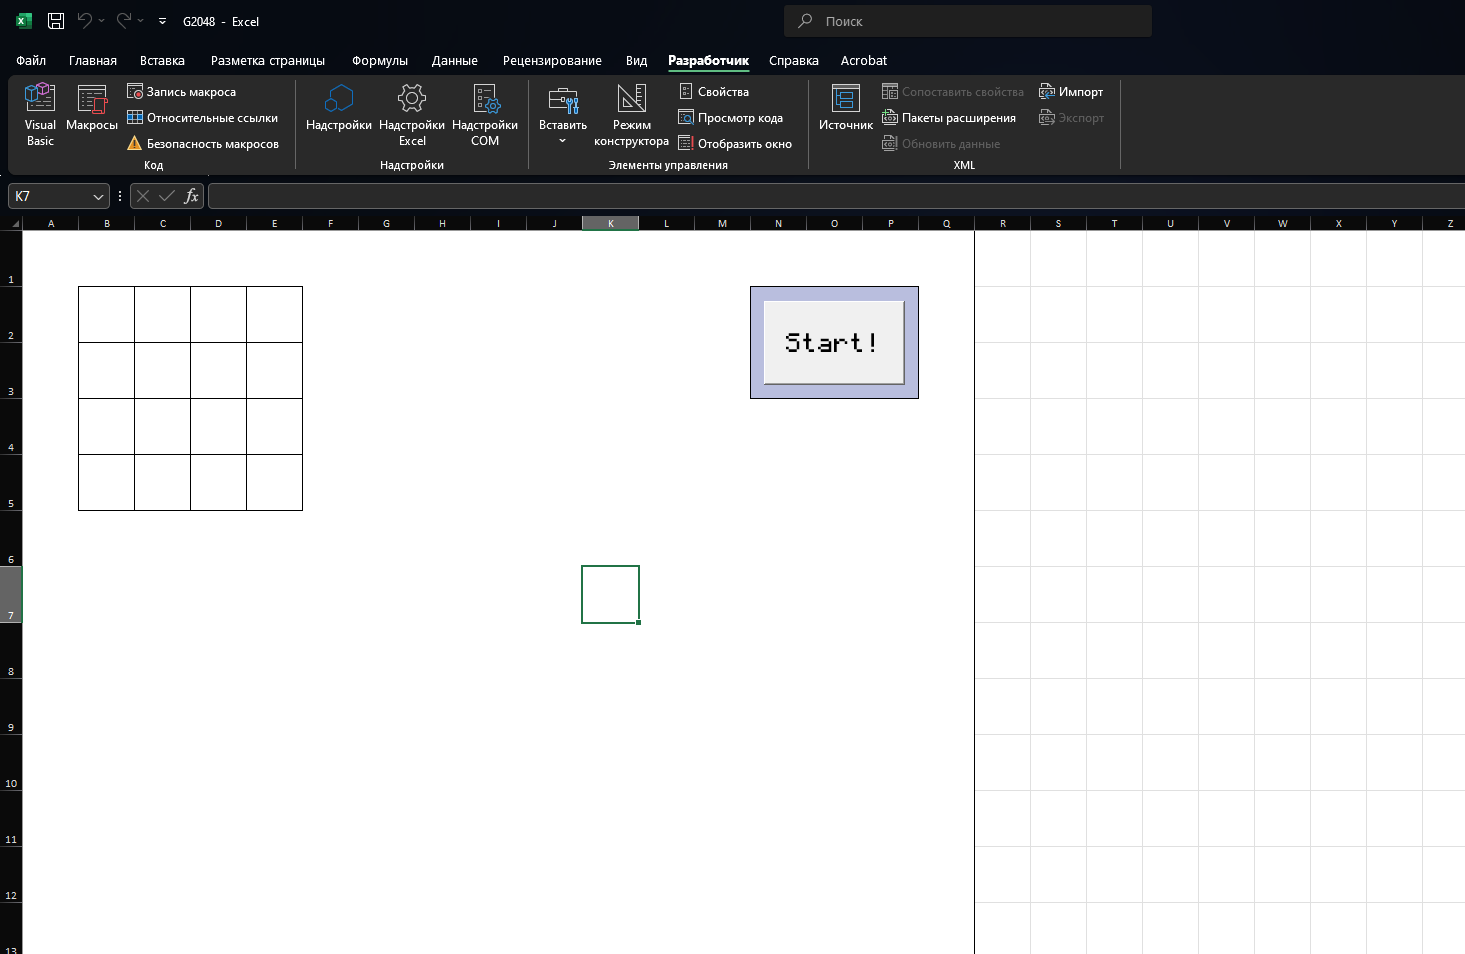 G2048 - Excel
Поиск
Файл Главная Вставка Разметка страницы Формулы Данные Рецензирование Вид Разработчик Справка Acrobat
Visual Basic
Макросы
Запись макроса
Относительные ссылки
Безопасность макросов
Код
Надстройки
Надстройки Excel
Надстройки COM
Надстройки
Вставить
Режим конструктора
Свойства
Просмотр кода
Отобразить окно
Элементы управления
Источник
Сопоставить свойства
Пакеты расширения
Обновить данные
Импорт
Экспорт
XML
K7
fx
A B C D E F G H I J K L M N O P Q R S T U V W X Y Z
1
2
Start!
3
4
5
6
7
8
9
10
11
12
13